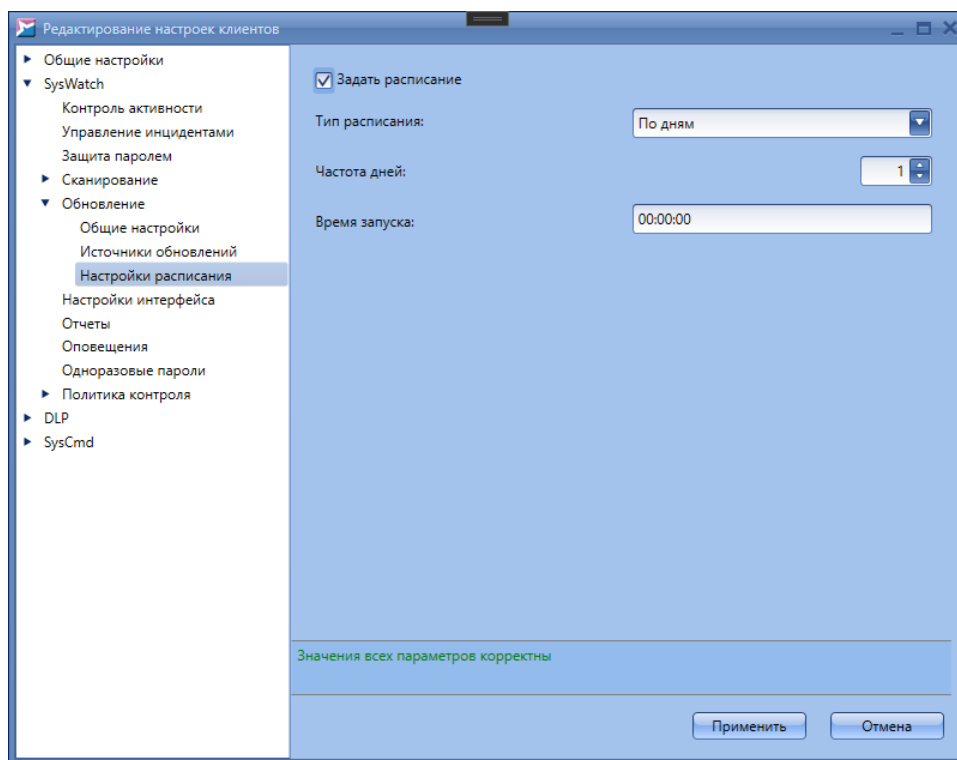 Редактирование настроек клиентов
Общие настройки
SysWatch
Контроль активности
Управление инцидентами
Защита паролем
Сканирование
Обновление
Общие настройки
Источники обновлений
Настройки расписания
Настройки интерфейса
Отчеты
Оповещения
Одноразовые пароли
Политика контроля
DLP
SysCmd
Задать расписание
Тип расписания:
По дням
Частота дней:
1
Время запуска:
00:00:00
Значения всех параметров корректны
Применить
Отмена